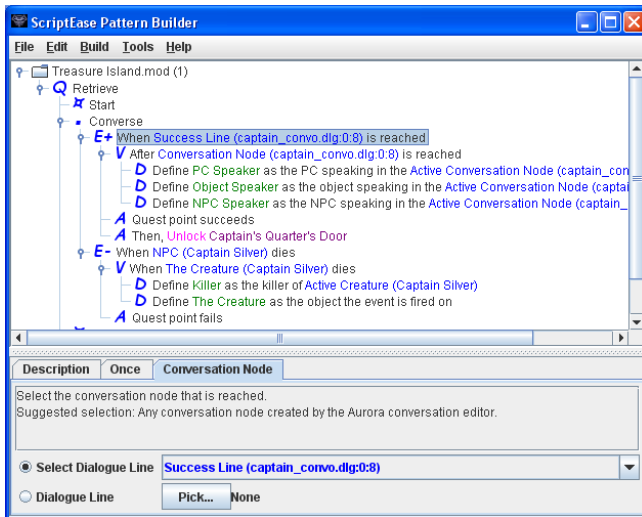 ScriptEase Pattern Builder
File Edit Build Tools Help
Treasure Island.mod (1)
Q Retrieve
Start
Converse
E+ When Success Line (captain_convo.dlg:0:8) is reached
V After Conversation Node (captain_convo.dlg:0:8) is reached
D Define PC Speaker as the PC speaking in the Active Conversation Node (captain_con
D Define Object Speaker as the object speaking in the Active Conversation Node (captai
D Define NPC Speaker as the NPC speaking in the Active Conversation Node (captain_
A Quest point succeeds
A Then, Unlock Captain's Quarter's Door
E- When NPC (Captain Silver) dies
V When The Creature (Captain Silver) dies
D Define Killer as the killer of Active Creature (Captain Silver)
D Define The Creature as the object the event is fired on
A Quest point fails
Description Once Conversation Node
Select the conversation node that is reached.
Suggested selection: Any conversation node created by the Aurora conversation editor.
Select Dialogue Line Success Line (captain_convo.dlg:0:8)
Dialogue Line Pick... None